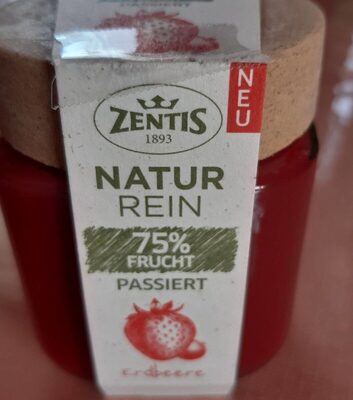 NEU
ZENTIS
1893
NATUR
REIN
75%
FRUCHT
PASSIERT
Erdbeere